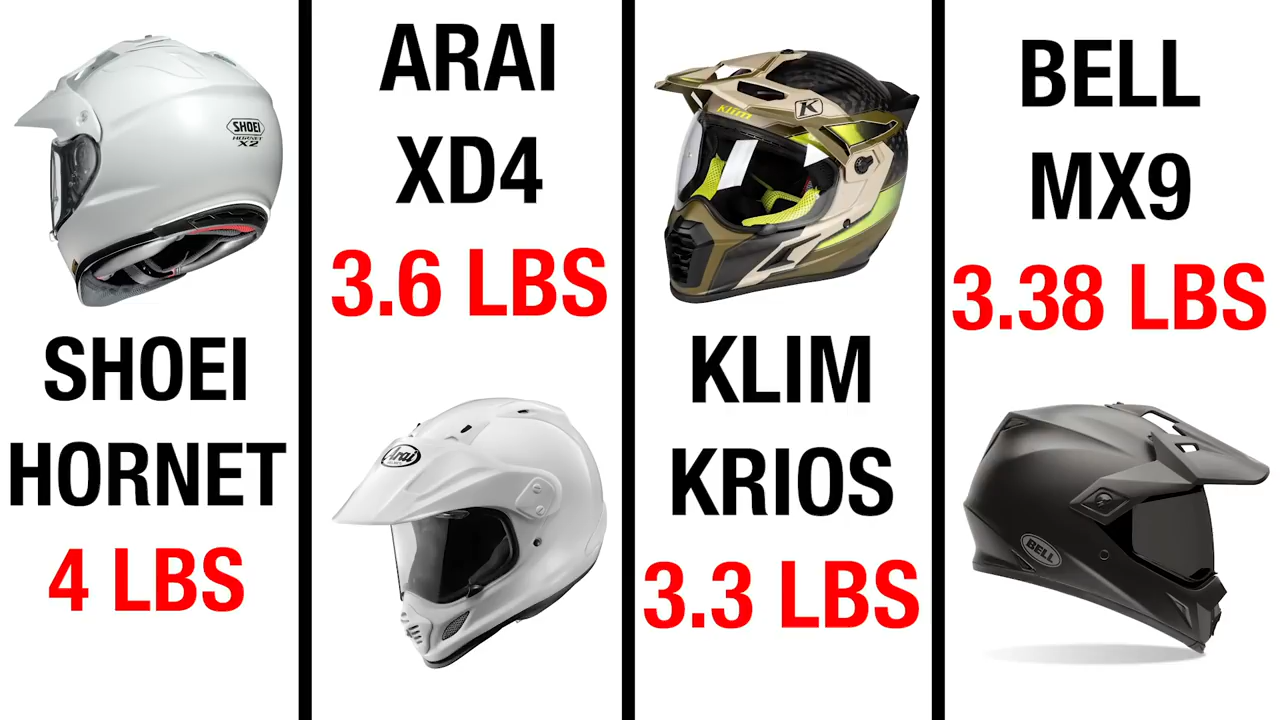 SHOEI
HORNET
X2
SHOEI
HORNET
4 LBS
ARAI
XD4
3.6 LBS
Arai
K
klim
KLIM
KRIOS
3.3 LBS
BELL
MX9
3.38 LBS
BELL